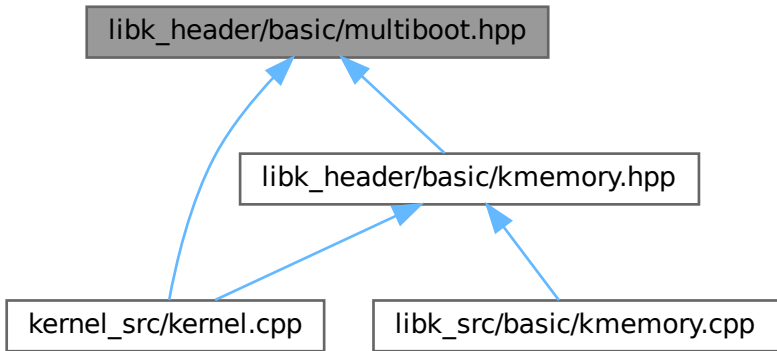 libk_header/basic/multiboot.hpp
libk_header/basic/kmemory.hpp
kernel_src/kernel.cpp
libk_src/basic/kmemory.cpp